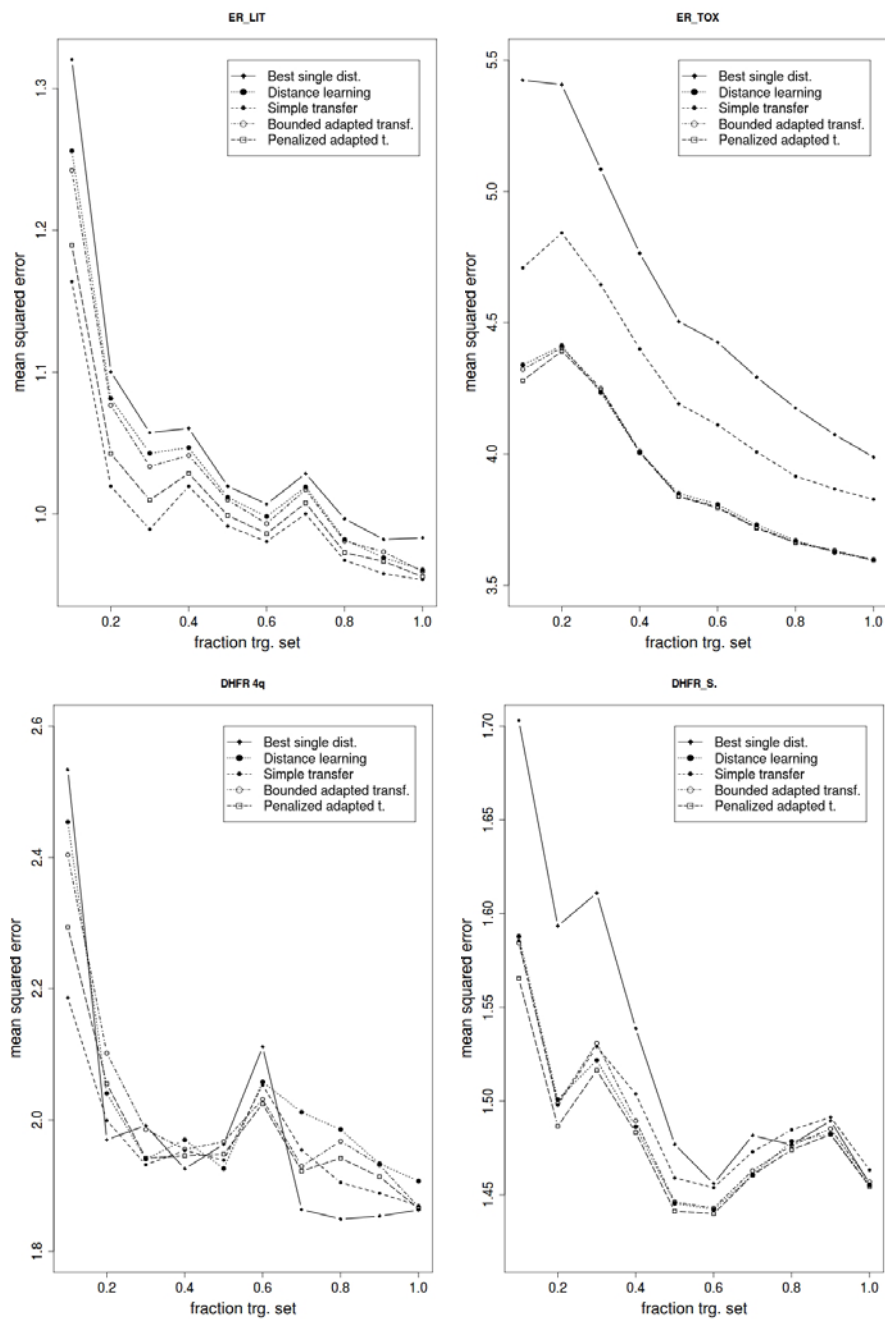 ER_LIT
Best single dist.
Distance learning
Simple transfer
Bounded adapted transf.
Penalized adapted t.
mean squared error
1.3
1.2
1.1
1.0
0.2 0.4 0.6 0.8 1.0
fraction trg. set
ER_TOX
Best single dist.
Distance learning
Simple transfer
Bounded adapted transf.
Penalized adapted t.
mean squared error
5.5
5.0
4.5
4.0
3.5
0.2 0.4 0.6 0.8 1.0
fraction trg. set
DHFR 4q
Best single dist.
Distance learning
Simple transfer
Bounded adapted transf.
Penalized adapted t.
mean squared error
2.6
2.4
2.2
2.0
1.8
0.2 0.4 0.6 0.8 1.0
fraction trg. set
DHFR_S.
Best single dist.
Distance learning
Simple transfer
Bounded adapted transf.
Penalized adapted t.
mean squared error
1.70
1.65
1.60
1.55
1.50
1.45
0.2 0.4 0.6 0.8 1.0
fraction trg. set